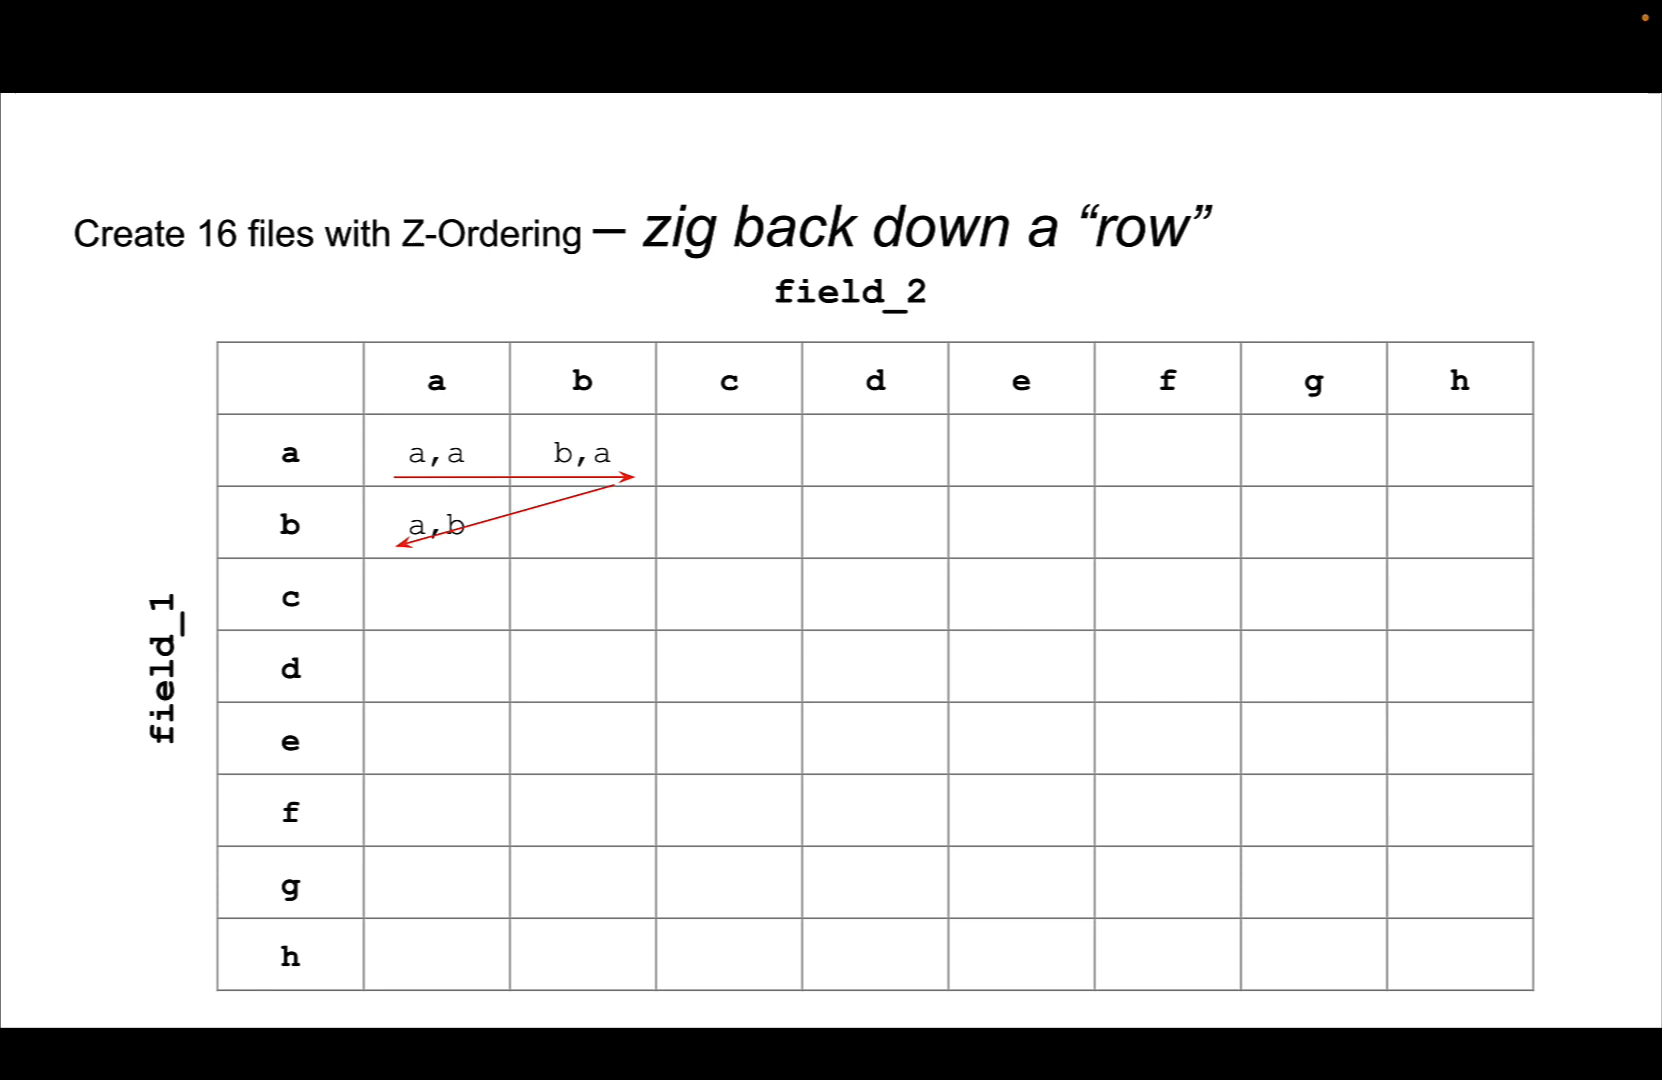 Create 16 files with Z-Ordering – zig back down a “row”
field_2
a b c d e f g h
a a,a b,a
b a,b
c
d
e
f
g
h
field_1